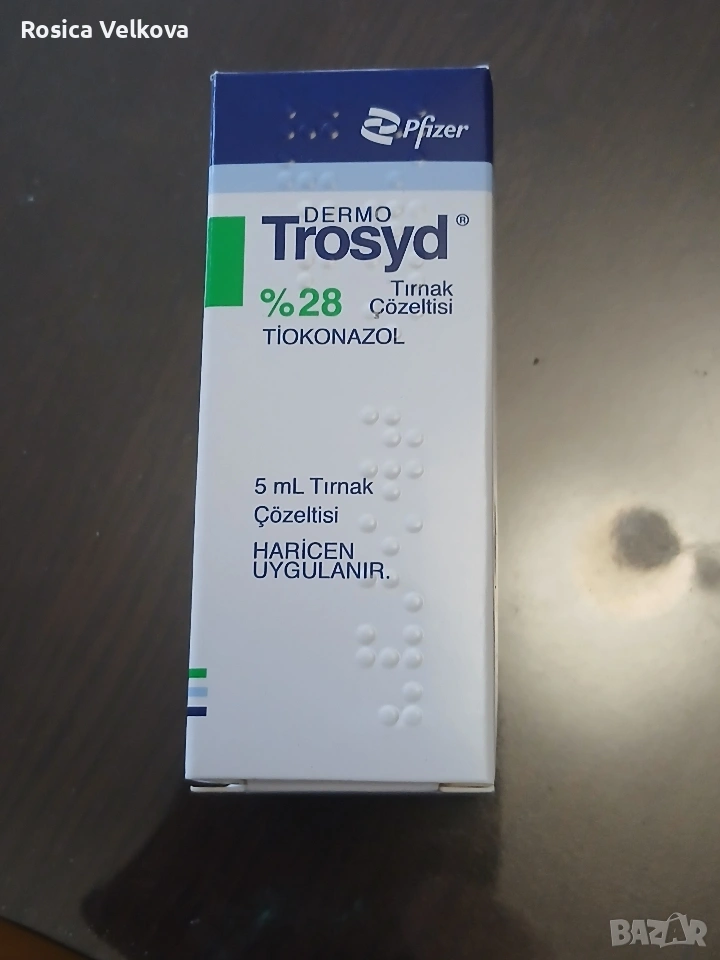 Rosica Velkova
Pfizer
DERMO
Trosyd®
%28 Tırnak
Çözeltisi
TİOKONAZOL
5 mL Tırnak
Çözeltisi
HARİCEN
UYGULANIR.
BAZAR